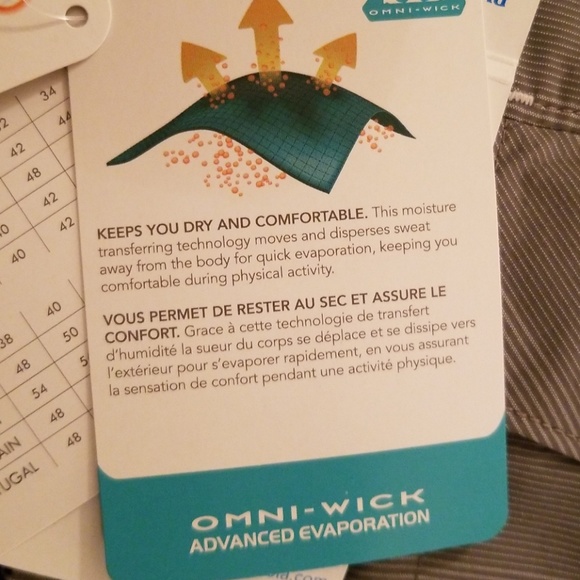 OMNI-WICK
KEEPS YOU DRY AND COMFORTABLE. This moisture
transferring technology moves and disperses sweat
away from the body for quick evaporation, keeping you
comfortable during physical activity.
VOUS PERMET DE RESTER AU SEC ET ASSURE LE
CONFORT. Grace à cette technologie de transfert
d'humidité la sueur du corps se déplace et se dissipe vers
l'extérieur pour s'evaporer rapidement, en vous assurant
la sensation de confort pendant une activité physique.
OMNI-WICK
ADVANCED EVAPORATION
34
44
42
48
42
42
40
40
50
48
54
48
48